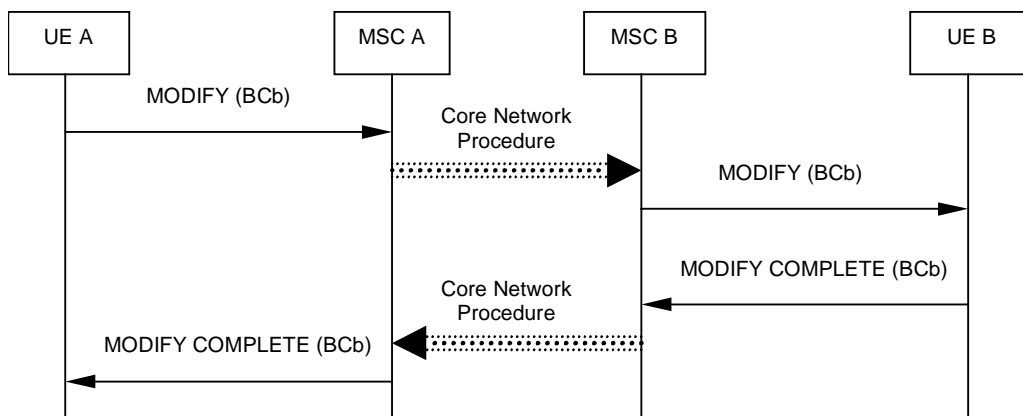 UE A
MSC A
MSC B
UE B
MODIFY (BCb)
Core Network
Procedure
MODIFY (BCb)
MODIFY COMPLETE (BCb)
Core Network
Procedure
MODIFY COMPLETE (BCb)